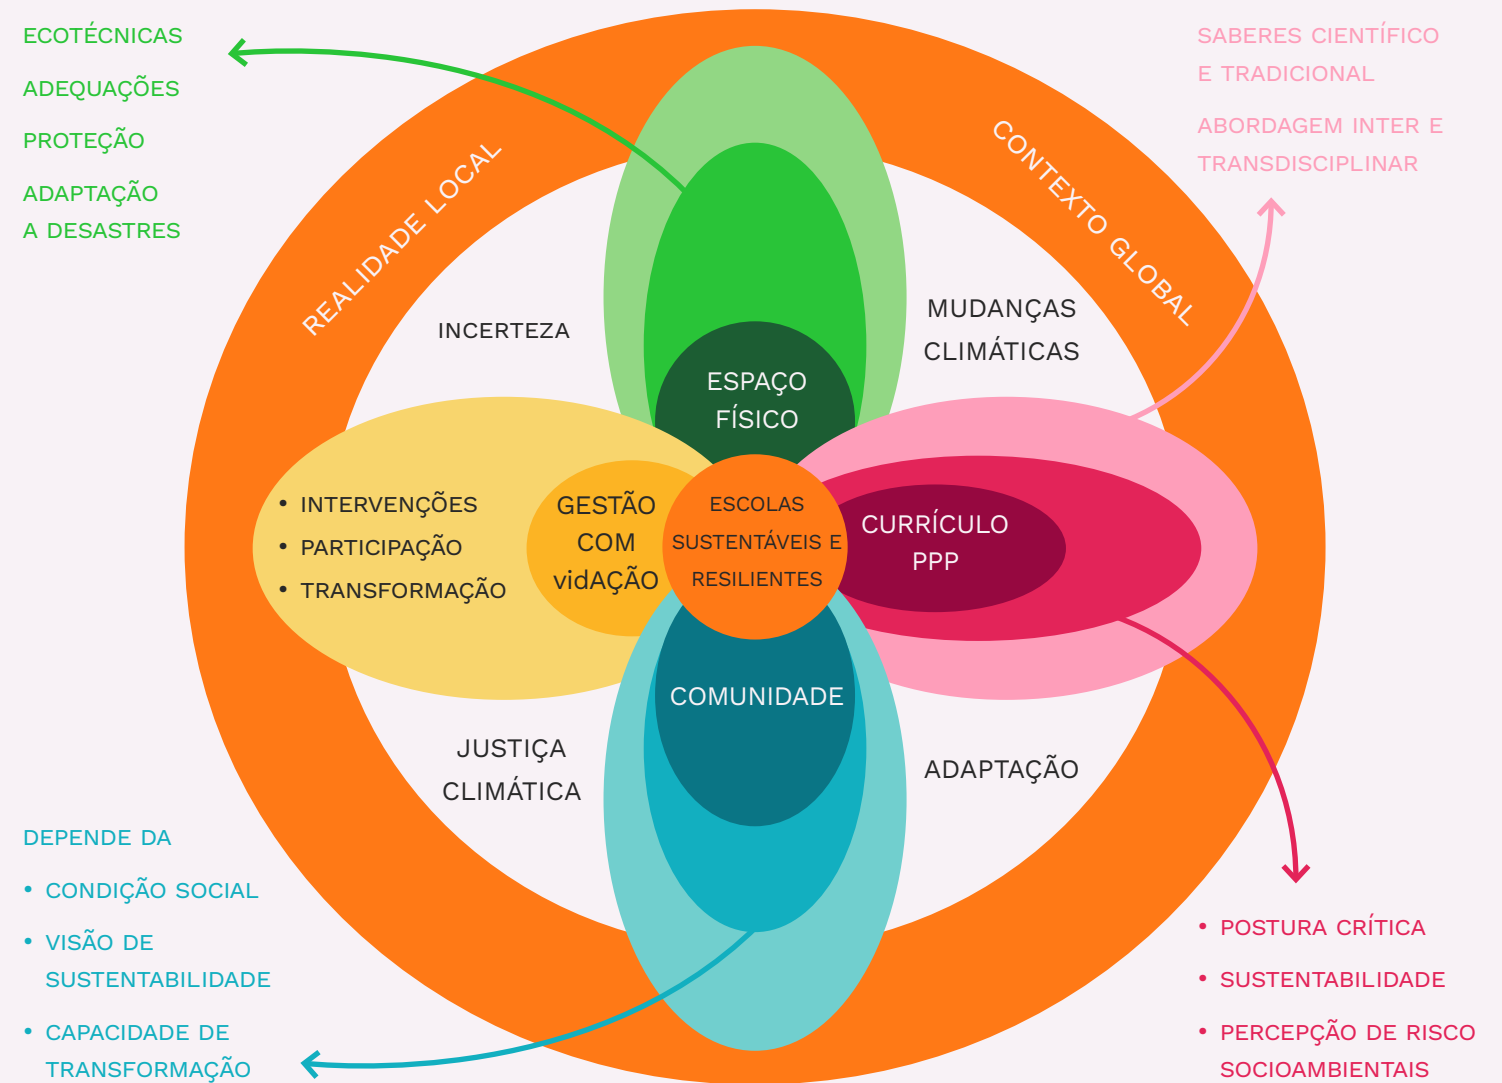 ECOTÉCNICAS
ADEQUAÇÕES
PROTEÇÃO
ADAPTAÇÃO
A DESASTRES
SABERES CIENTÍFICO
E TRADICIONAL
ABORDAGEM INTER E
TRANSDISCIPLINAR
REALIDADE LOCAL
CONTEXTO GLOBAL
INCERTEZA
MUDANÇAS
CLIMÁTICAS
ESPAÇO
FÍSICO
• INTERVENÇÕES
• PARTICIPAÇÃO
• TRANSFORMAÇÃO
GESTÃO
COM
vidAÇÃO
ESCOLAS
SUSTENTÁVEIS E
RESILIENTES
CURRÍCULO
PPP
COMUNIDADE
JUSTIÇA
CLIMÁTICA
ADAPTAÇÃO
DEPENDE DA
• CONDIÇÃO SOCIAL
• VISÃO DE
SUSTENTABILIDADE
• CAPACIDADE DE
TRANSFORMAÇÃO
• POSTURA CRÍTICA
• SUSTENTABILIDADE
• PERCEPÇÃO DE RISCO
SOCIOAMBIENTAIS